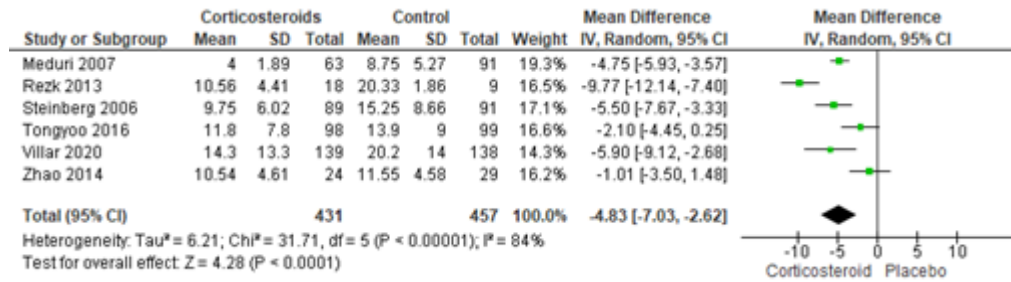 Corticosteroids Control Mean Difference Mean Difference
Study or Subgroup Mean SD Total Mean SD Total Weight IV, Random, 95% CI IV, Random, 95% CI
Meduri 2007 4 1.89 63 8.75 5.27 91 19.3% -4.75 [-5.93, -3.57]
Rezk 2013 10.56 4.41 18 20.33 1.86 9 16.5% -9.77 [-12.14, -7.40]
Steinberg 2006 9.75 6.02 89 15.25 8.66 91 17.1% -5.50 [-7.67, -3.33]
Tongyoo 2016 11.8 7.8 98 13.9 9 99 16.6% -2.10 [-4.45, 0.25]
Villar 2020 14.3 13.3 139 20.2 14 138 14.3% -5.90 [-9.12, -2.68]
Zhao 2014 10.54 4.61 24 11.55 4.58 29 16.2% -1.01 [-3.50, 1.48]
Total (95% CI) 431 457 100.0% -4.83 [-7.03, -2.62]
Heterogeneity: Tau² = 6.21; Chi² = 31.71, df = 5 (P < 0.00001); I² = 84%
Test for overall effect: Z = 4.28 (P < 0.0001)
-10 -5 0 5 10
Corticosteroid Placebo